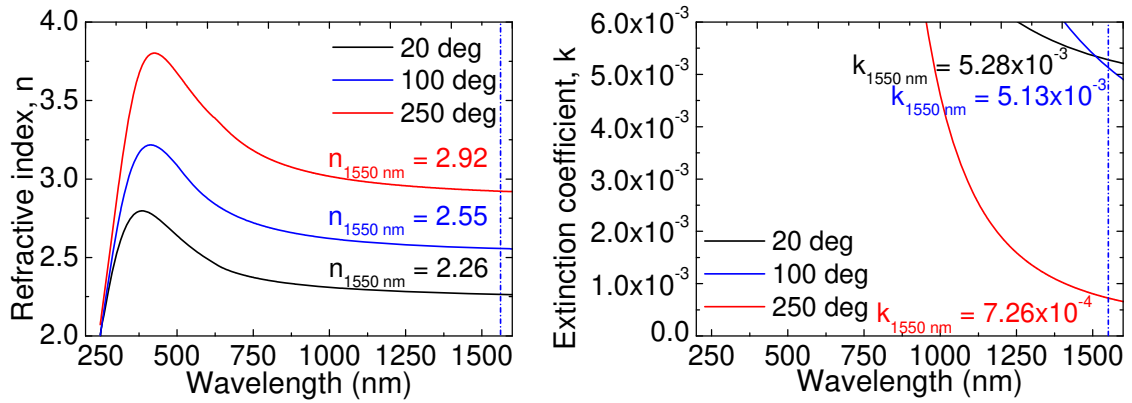 Refractive index, n
4.0
3.5
3.0
2.5
2.0
20 deg
100 deg
250 deg
n1550 nm = 2.92
n1550 nm = 2.55
n1550 nm = 2.26
250 500 750 1000 1250 1500
Wavelength (nm)
Extinction coefficient, k
6.0x10-3
5.0x10-3
4.0x10-3
3.0x10-3
2.0x10-3
1.0x10-3
0.0
k1550 nm = 5.28x10-3
k1550 nm = 5.13x10-3
20 deg
100 deg
250 deg
k1550 nm = 7.26x10-4
250 500 750 1000 1250 1500
Wavelength (nm)